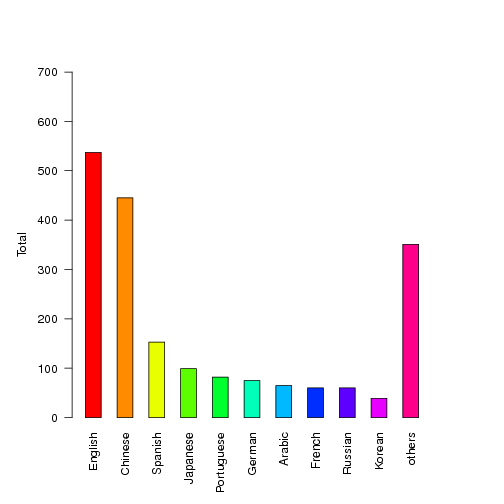 700
600
500
400
300
200
100
0
Total
English
Chinese
Spanish
Japanese
Portuguese
German
Arabic
French
Russian
Korean
others